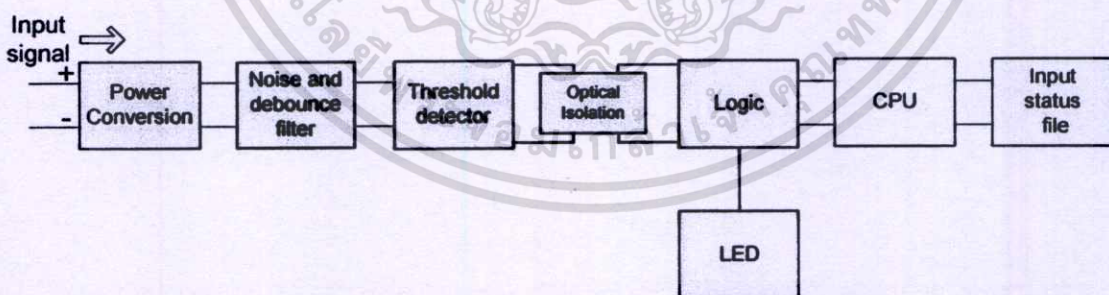 Input
signal
+
-
Power
Conversion
Noise and
debounce
filter
Threshold
detector
Optical
Isolation
Logic
CPU
Input
status
file
LED